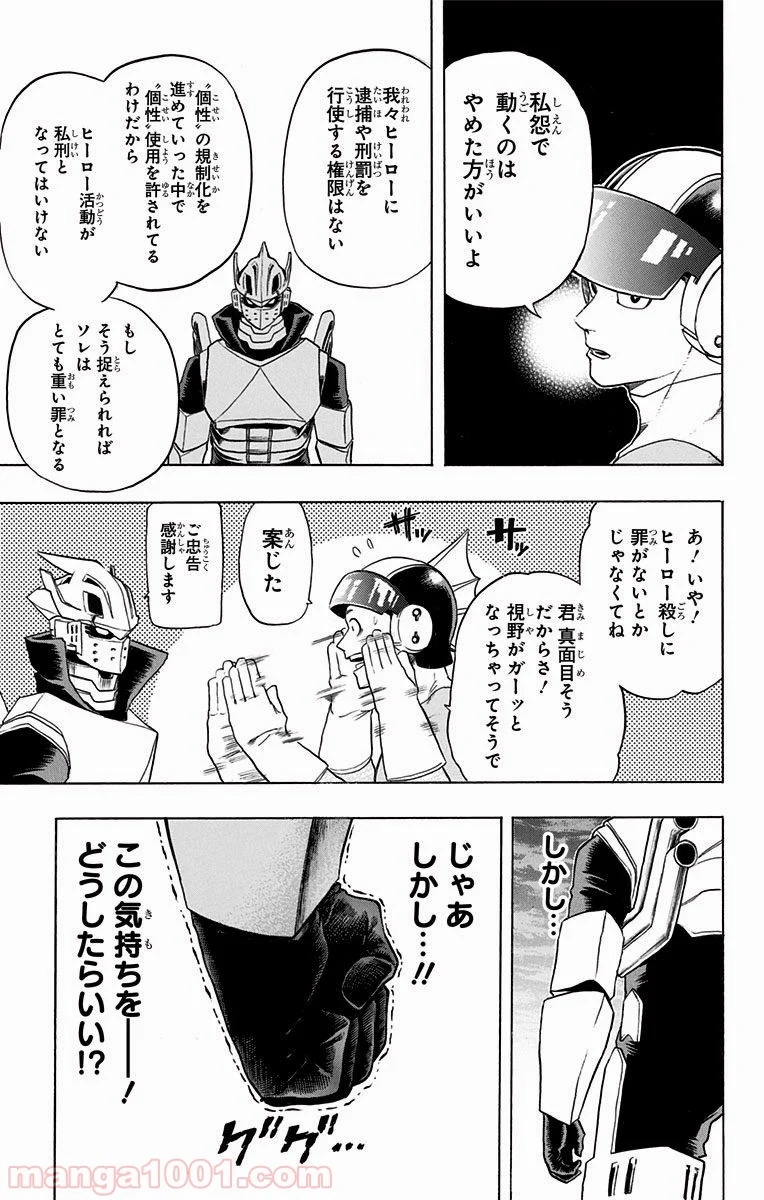 私怨で
動くのは
やめた方がいいよ
我々ヒーローに
逮捕や刑罰を
行使する権限はない
“個性”の規制化を
進めていった中で
“個性”使用を許されてる
わけだから
ヒーロー活動が
私刑と
なってはいけない
もし
そう捉えられれば
ソレは
とても重い罪となる
あ!いや!
ヒーロー殺しに
罪がないとか
じゃなくてね
君 真面目そう
だからさ!
視野がガーッと
なっちゃってそうで
サッ
サッ
案じた
ご忠告
感謝します
しかし…
じゃあ
しかし…!!
この気持ちを——!
どうしたらいい!?
グググ…
manga1001.com